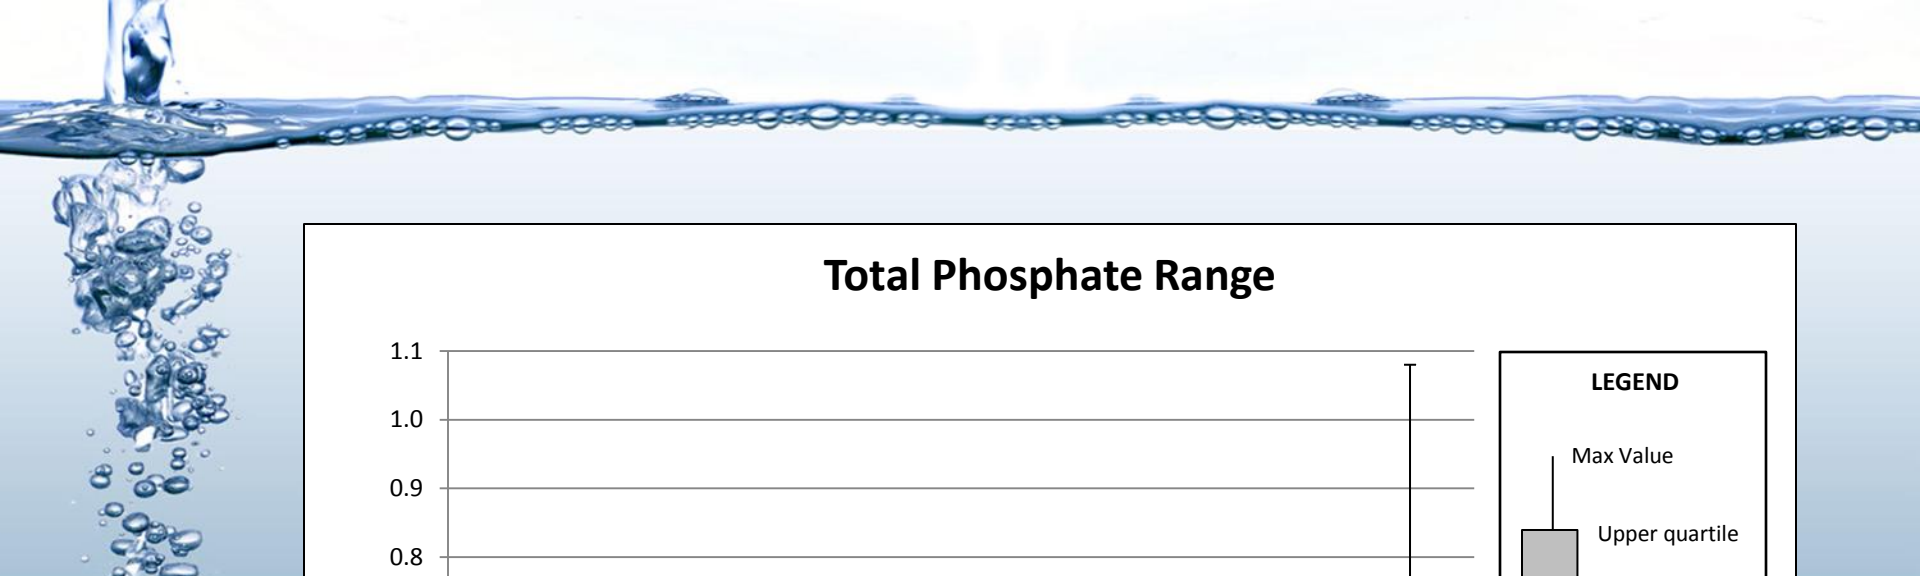 Total Phosphate Range
1.1
1.0
0.9
0.8
LEGEND
Max Value
Upper quartile